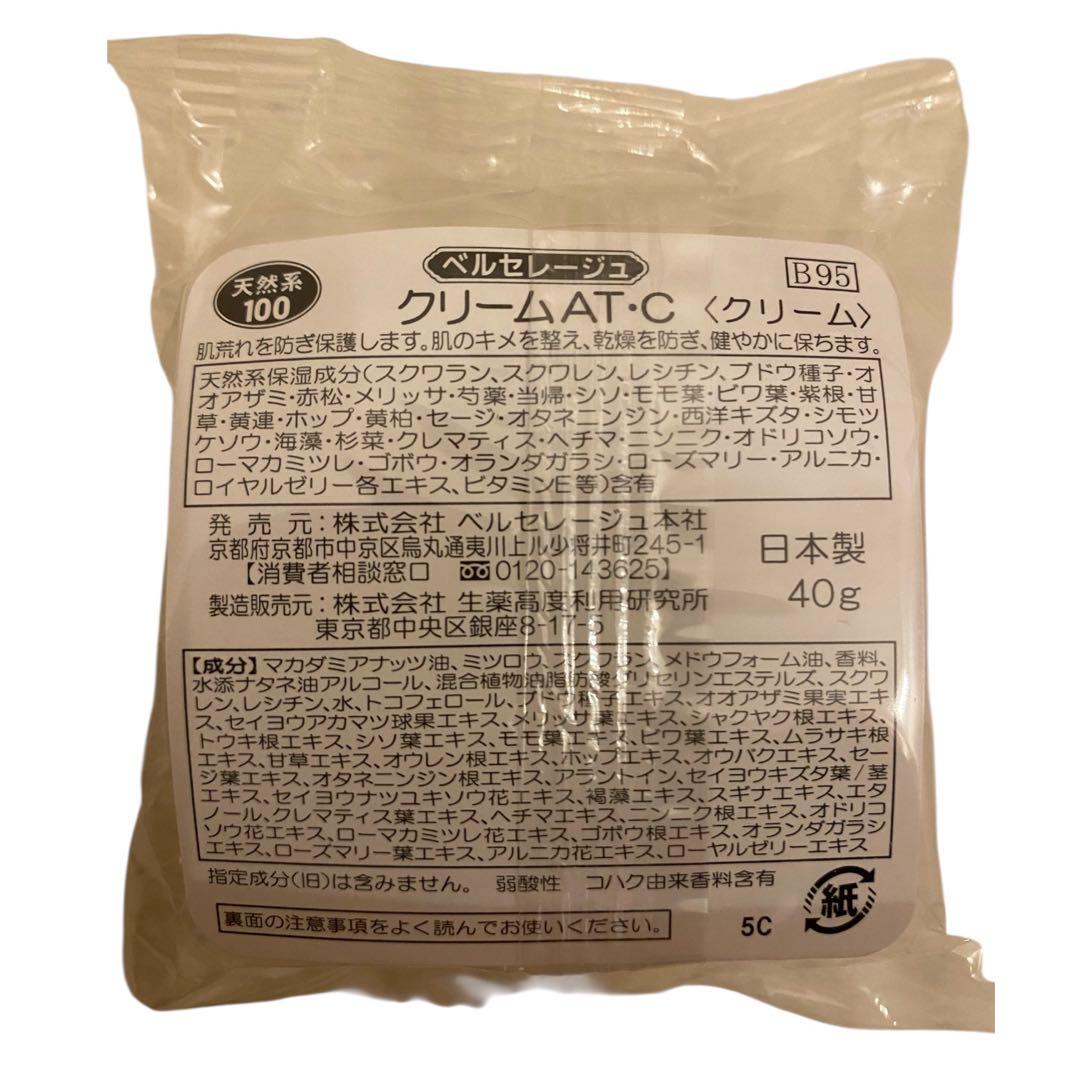 ベルセレージュ
天然系
100
B95
クリームAT・C 〈クリーム〉
肌荒れを防ぎ保護します。肌のキメを整え、乾燥を防ぎ、健やかに保ちます。
天然系保湿成分(スクワラン、スクワレン、レシチン、ブドウ種子・オ
オアザミ・赤松・メリッサ・芍薬・当帰・シソ・モモ葉・ビワ葉・紫根・甘
草・黄連・ホップ・黄柏・セージ・オタネニンジン・西洋キズタ・シモツ
ケソウ・海藻・杉菜・クレマティス・ヘチマ・ニンニク・オドリコソウ・
ローマカミツレ・ゴボウ・オランダガラシ・ローズマリー・アルニカ・
ロイヤルゼリー各エキス、ビタミンE等)含有
発売元:株式会社 ベルセレージュ本社
京都府京都市中京区烏丸通夷川上ル少将井町245-1
【消費者相談窓口 0120-143625】
製造販売元:株式会社 生薬高度利用研究所
東京都中央区銀座8-17-5
日本製
40g
【成分】マカダミアナッツ油、ミツロウ、スクワラン、メドウフォーム油、香料、
水添ナタネ油アルコール、混合植物油脂肪酸グリセリンエステルズ、スクワ
レン、レシチン、水、トコフェロール、ブドウ種子エキス、オオアザミ果実エキ
ス、セイヨウアカマツ球果エキス、メリッサ葉エキス、シャクヤク根エキス、
トウキ根エキス、シソ葉エキス、モモ葉エキス、ビワ葉エキス、ムラサキ根エ
キス、甘草エキス、オウレン根エキス、ホップエキス、オウバクエキス、セー
ジ葉エキス、オタネニンジン根エキス、アラントイン、セイヨウキズタ葉/茎
エキス、セイヨウナツユキソウ花エキス、褐藻エキス、スギナエキス、エタ
ノール、クレマティス葉エキス、ヘチマエキス、ニンニク根エキス、オドリコ
ソウ花エキス、ローマカミツレ花エキス、ゴボウ根エキス、オランダガラシ
エキス、ローズマリー葉エキス、アルニカ花エキス、ローヤルゼリーエキス
指定成分(旧)は含みません。 弱酸性 コハク由来香料含有
裏面の注意事項をよく読んでお使いください。
5C
紙